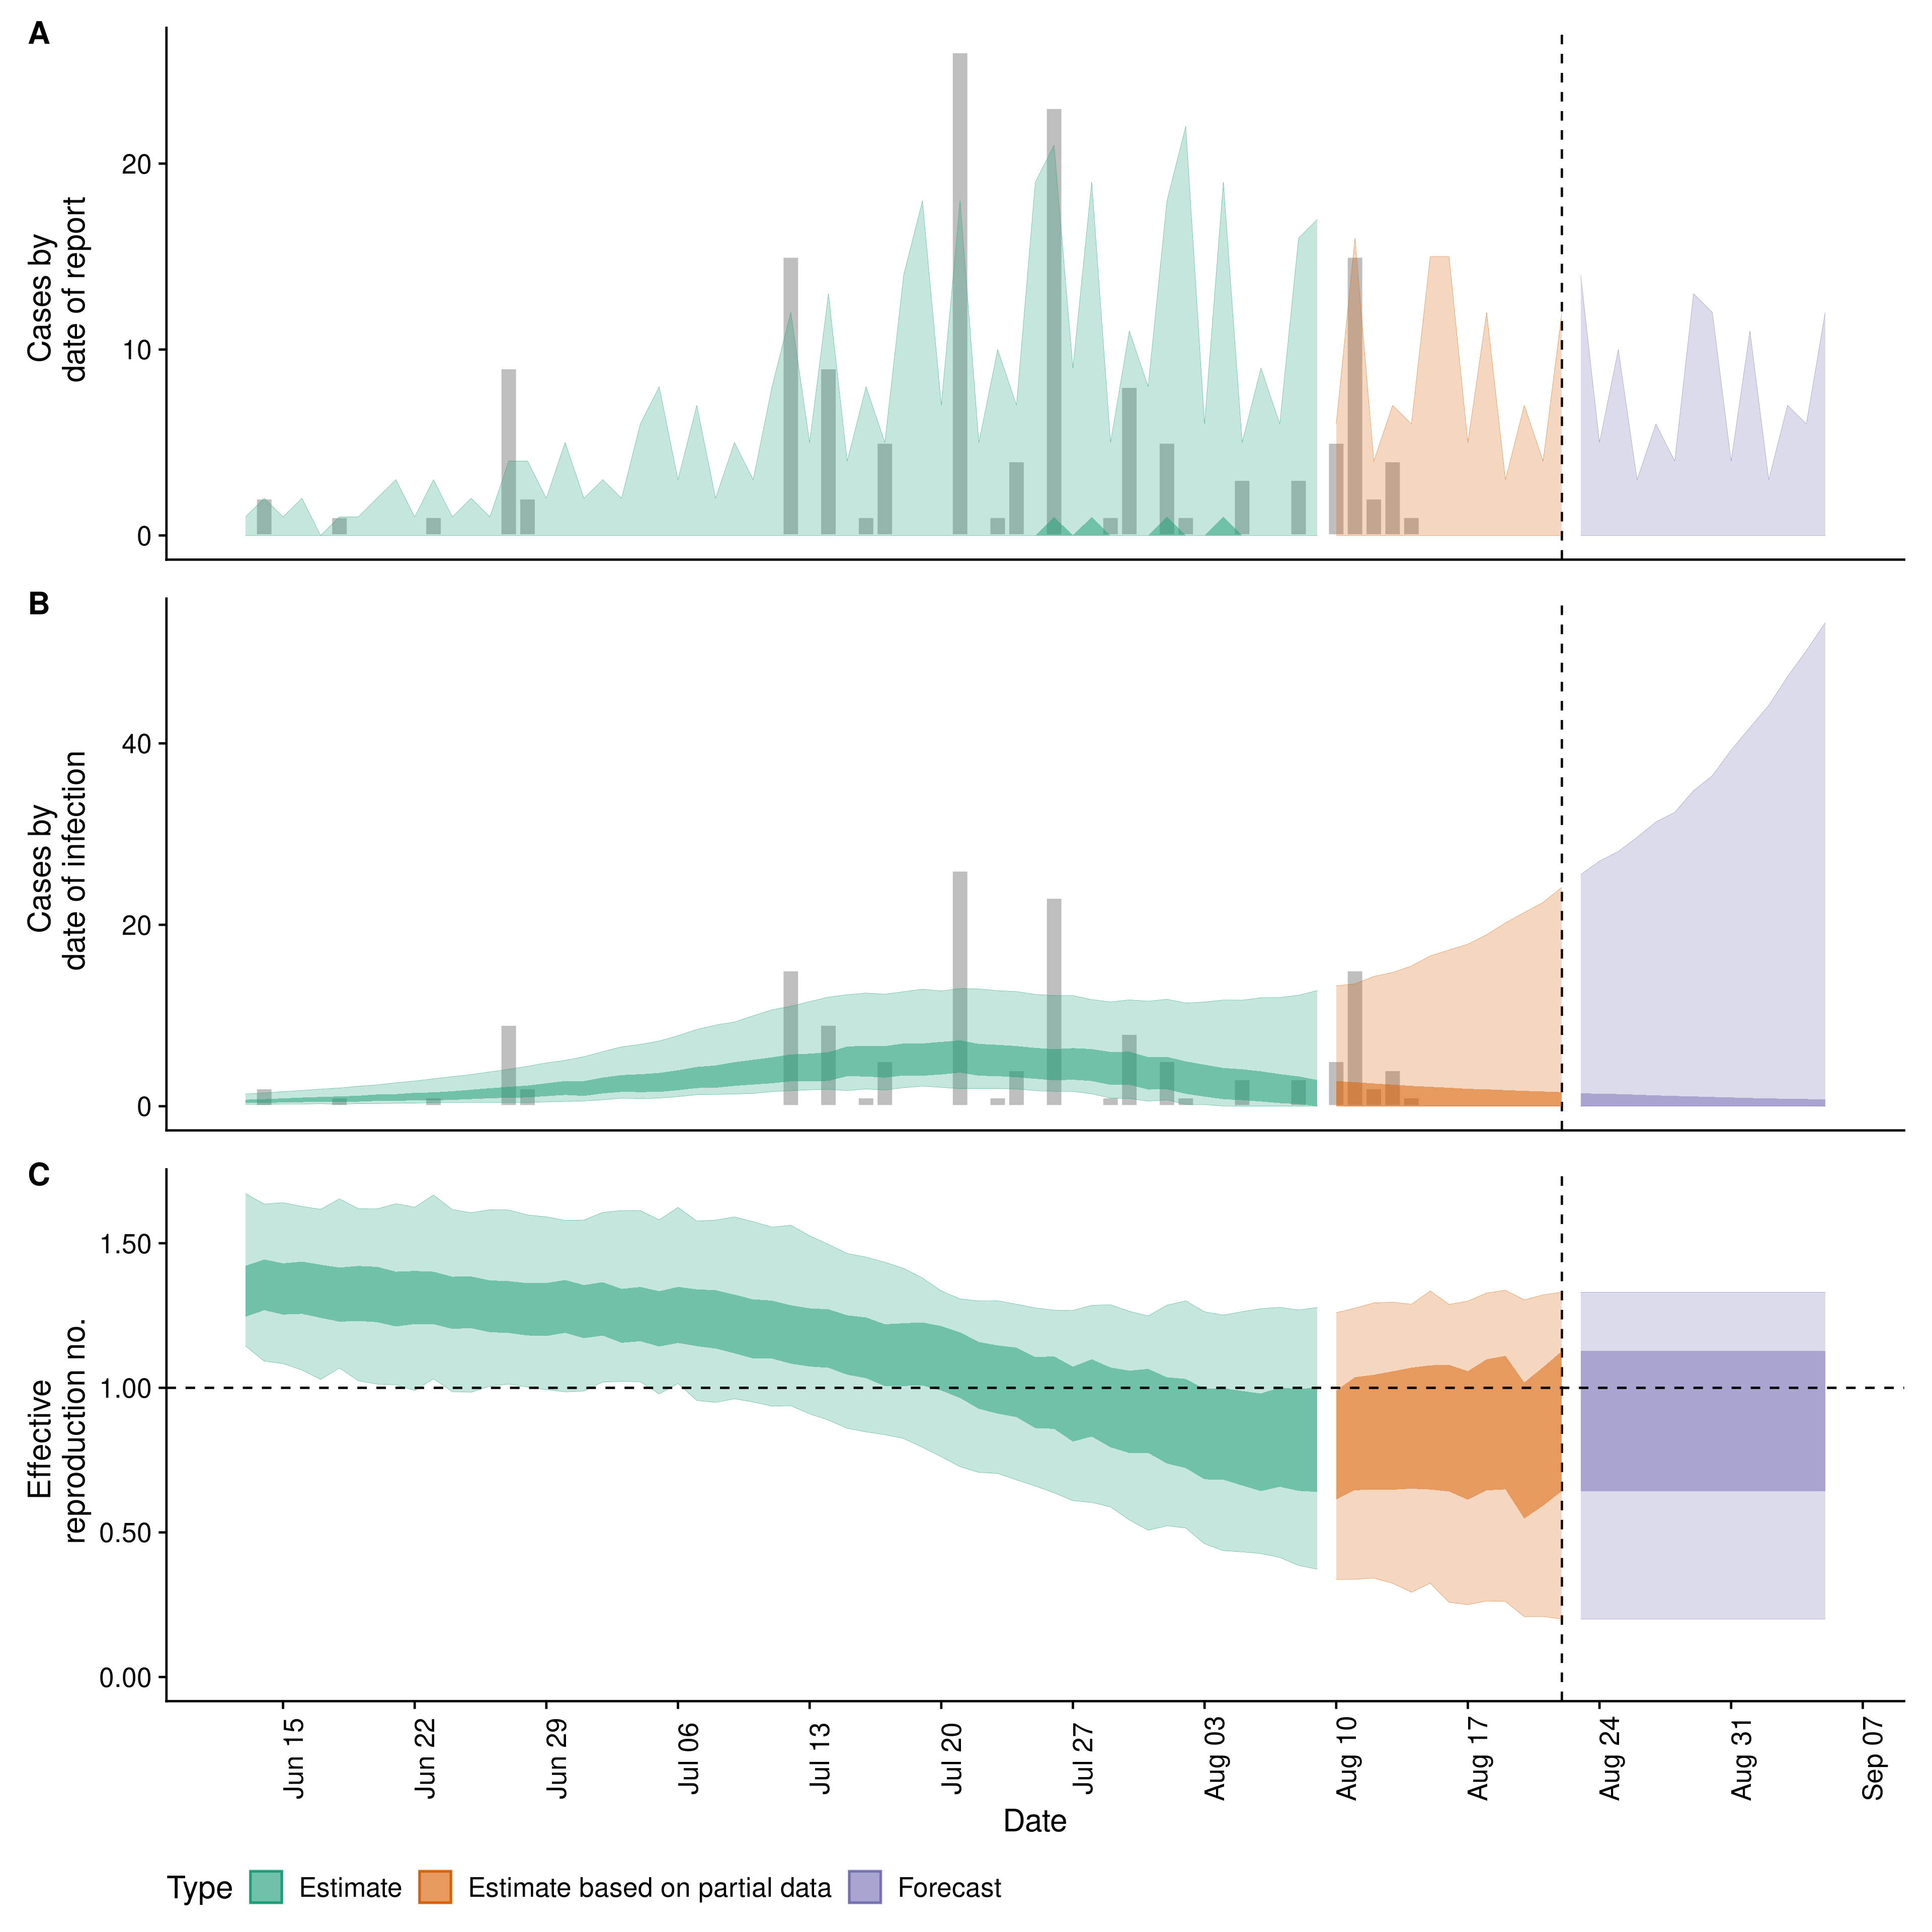 A
Cases by
date of report
20
10
0
B
Cases by
date of infection
40
20
0
C
Effective
reproduction no.
1.50
1.00
0.50
0.00
Jun 15
Jun 22
Jun 29
Jul 06
Jul 13
Jul 20
Jul 27
Aug 03
Aug 10
Aug 17
Aug 24
Aug 31
Sep 07
Date
Type Estimate Estimate based on partial data Forecast